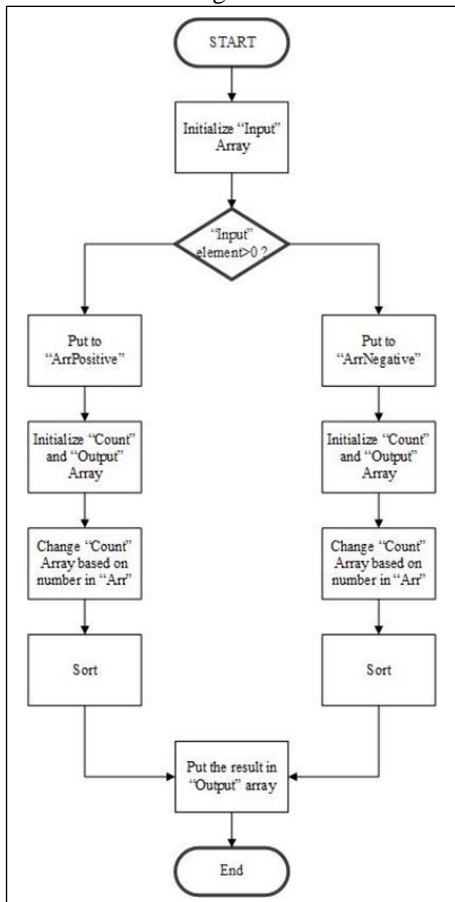 START
Initialize “Input”
Array
“Input”
element>0 ?
Put to
“ArrPositive”
Put to
“ArrNegative”
Initialize “Count”
and “Output”
Array
Initialize “Count”
and “Output”
Array
Change “Count”
Array based on
number in “Arr”
Change “Count”
Array based on
number in “Arr”
Sort
Sort
Put the result in
“Output” array
End